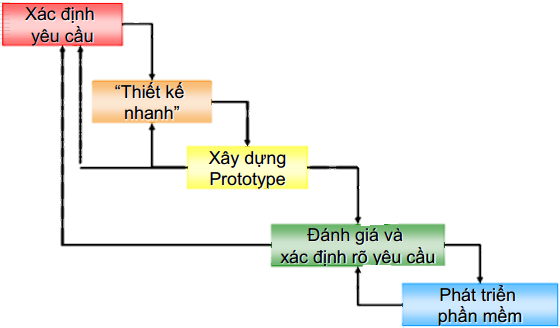 Xác định
yêu cầu
“Thiết kế
nhanh”
Xây dựng
Prototype
Đánh giá và
xác định rõ yêu cầu
Phát triển
phần mềm